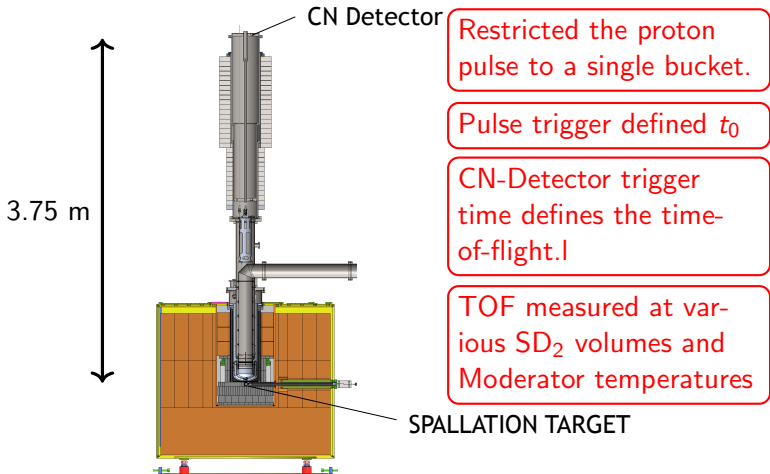 CN Detector
3.75 m
SPALLATION TARGET
Restricted the proton
pulse to a single bucket.
Pulse trigger defined t₀
CN-Detector trigger
time defines the time-
of-flight.l
TOF measured at var-
ious SD₂ volumes and
Moderator temperatures